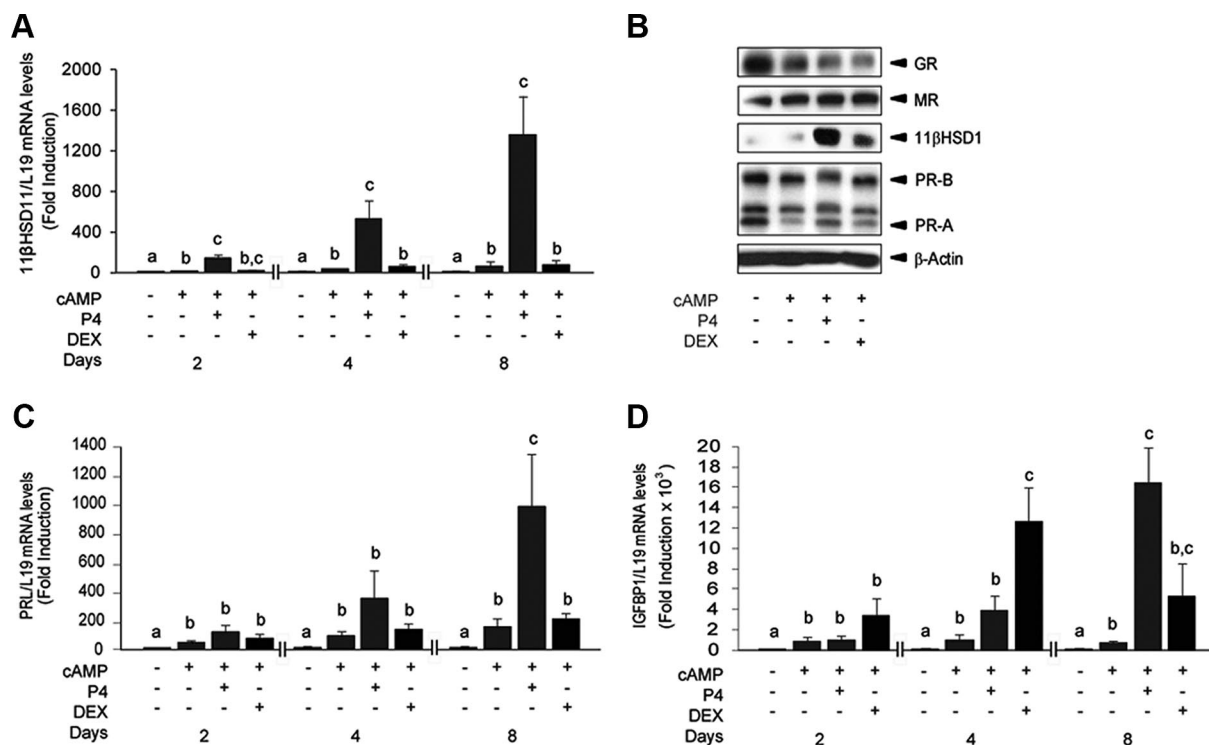 A
11βHSD11/L19 mRNA levels
(Fold Induction)
2000
1600
1200
800
400
0
a b c b,c a b c b a b c b
cAMP - + + + - + + + - + + +
P4 - - + - - - + - - - + -
DEX - - - + - - - + - - - +
Days 2 4 8
B
GR
MR
11βHSD1
PR-B
PR-A
β-Actin
cAMP - + + +
P4 - - + -
DEX - - - +
C
PRL/L19 mRNA levels
(Fold Induction)
1400
1200
1000
800
600
400
200
0
a b b b a b b b a b c b
cAMP - + + + - + + + - + + +
P4 - - + - - - + - - - + -
DEX - - - + - - - + - - - +
Days 2 4 8
D
IGFBP1/L19 mRNA levels
(Fold Induction x 10³)
20
18
16
14
12
10
8
6
4
2
0
a b b b a b b c a b c b,c
cAMP - + + + - + + + - + + +
P4 - - + - - - + - - - + -
DEX - - - + - - - + - - - +
Days 2 4 8